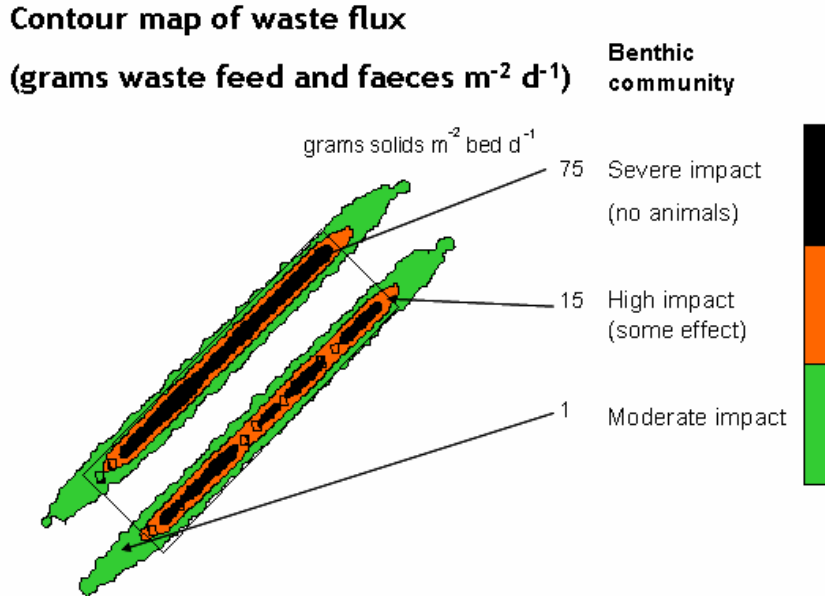 Contour map of waste flux
(grams waste feed and faeces m⁻² d⁻¹)
Benthic
community
grams solids m⁻² bed d⁻¹
75 Severe impact
(no animals)
15 High impact
(some effect)
1 Moderate impact